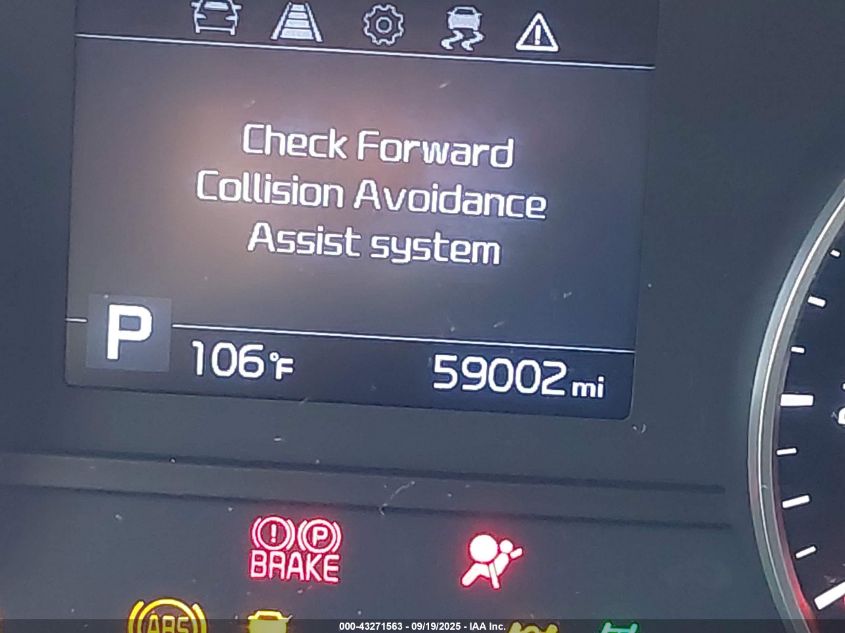 Check Forward
Collision Avoidance
Assist system
P
106°F
59002 mi
(!) (P)
BRAKE
ABS
000-43271563 - 09/19/2025 - IAA Inc.